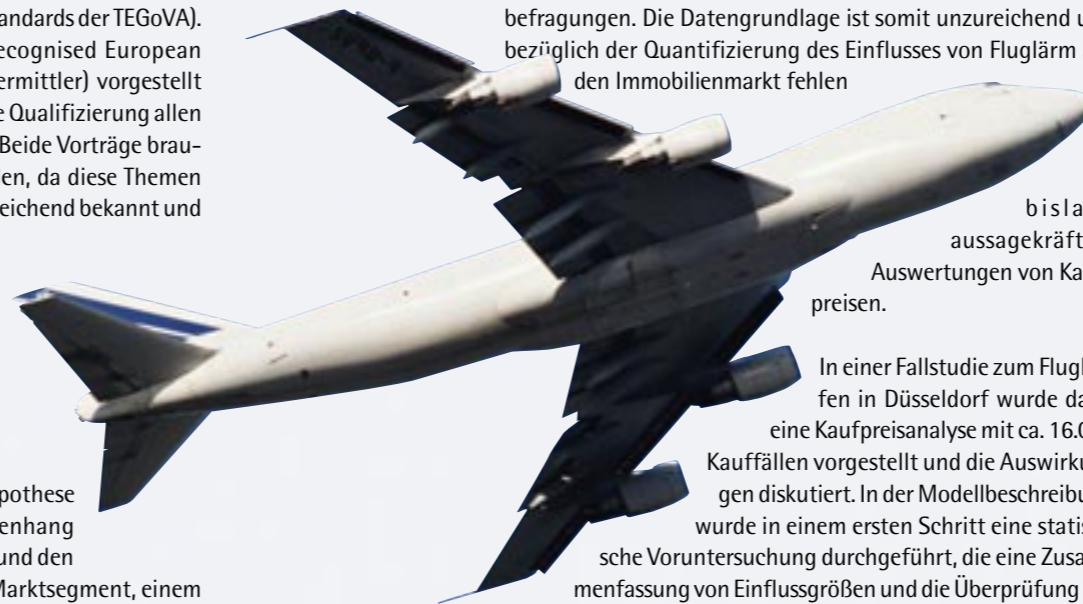 andards der TEGoVA).
ecognised European
ermittler) vorgestellt
e Qualifizierung allen
Beide Vorträge brau-
en, da diese Themen
eichend bekannt und
pothese
enhang
und den
Marktsegment, einem
befragungen. Die Datengrundlage ist somit unzureichend u
bezüglich der Quantifizierung des Einflusses von Fluglärm
den Immobilienmarkt fehlen
bisla
aussagekräft
Auswertungen von Ka
preisen.
In einer Fallstudie zum Flugh
fen in Düsseldorf wurde da
eine Kaufpreisanalyse mit ca. 16.0
Kauffällen vorgestellt und die Auswirku
gen diskutiert. In der Modellbeschreibu
wurde in einem ersten Schritt eine statis
sche Voruntersuchung durchgeführt, die eine Zusa
menfassung von Einflussgrößen und die Überprüfung